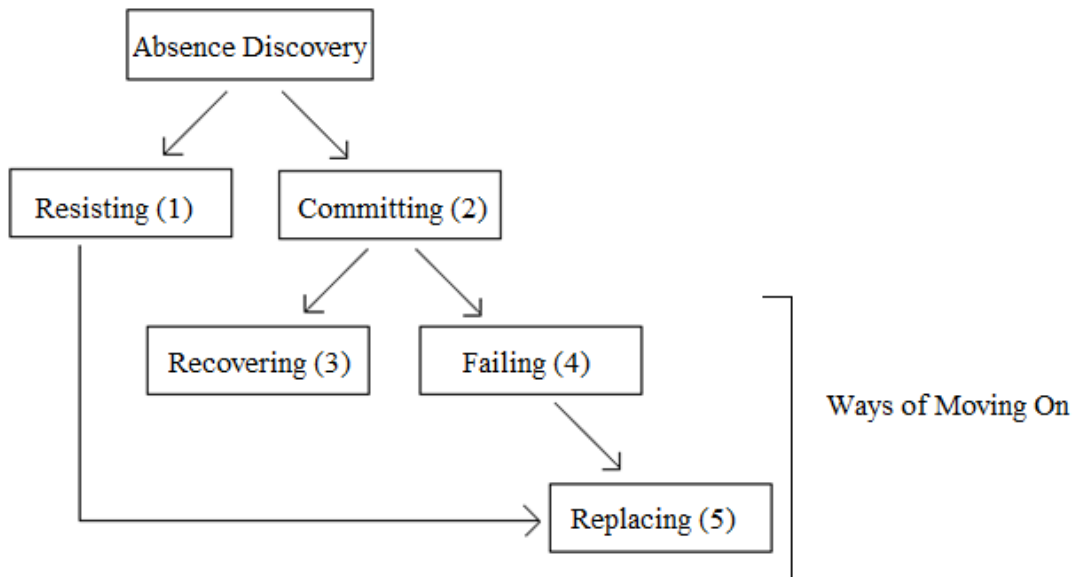 Absence Discovery
Resisting (1)
Committing (2)
Recovering (3)
Failing (4)
Ways of Moving On
Replacing (5)